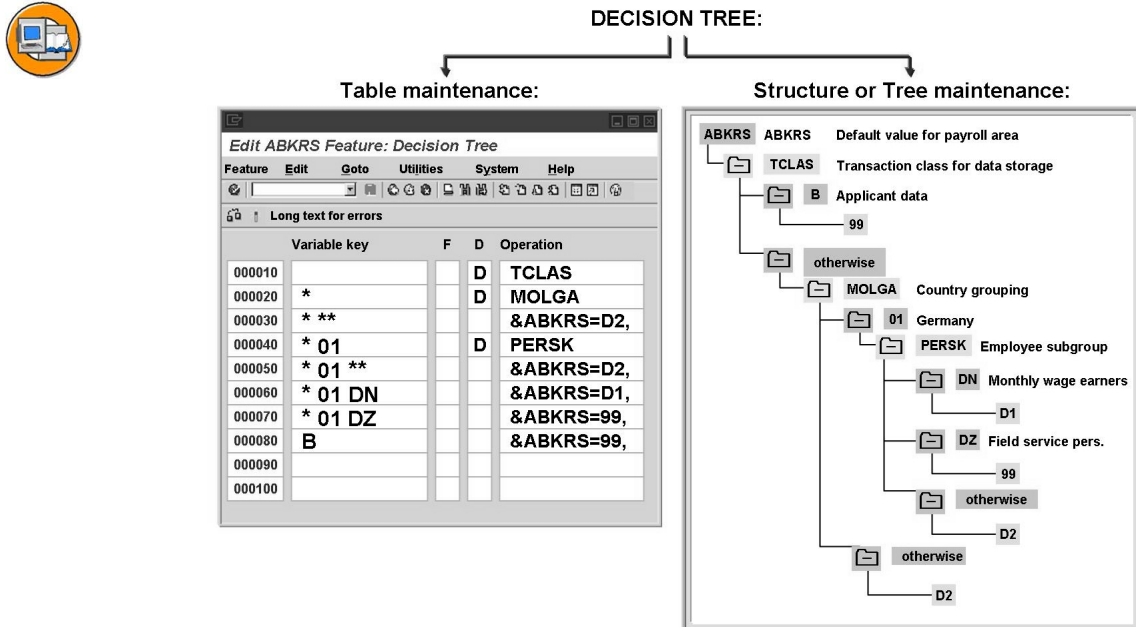 DECISION TREE:
Table maintenance:
Edit ABKRS Feature: Decision Tree
Feature Edit Goto Utilities System Help
Long text for errors
Variable key F D Operation
000010 D TCLAS
000020 * D MOLGA
000030 * ** &ABKRS=D2,
000040 * 01 D PERSK
000050 * 01 ** &ABKRS=D2,
000060 * 01 DN &ABKRS=D1,
000070 * 01 DZ &ABKRS=99,
000080 B &ABKRS=99,
000090
000100
Structure or Tree maintenance:
ABKRS ABKRS Default value for payroll area
TCLAS Transaction class for data storage
B Applicant data
99
otherwise
MOLGA Country grouping
01 Germany
PERSK Employee subgroup
DN Monthly wage earners
D1
DZ Field service pers.
99
otherwise
D2
otherwise
D2